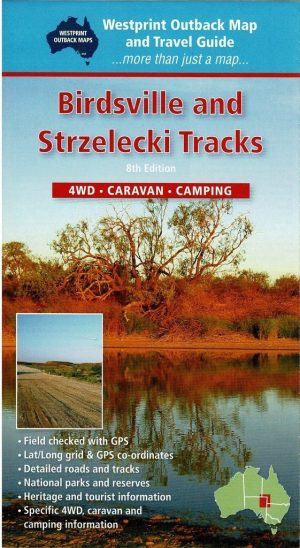 WESTPRINT
OUTBACK MAPS
Westprint Outback Map
and Travel Guide
...more than just a map...
Birdsville and
Strzelecki Tracks
8th Edition
4WD • CARAVAN • CAMPING
• Field checked with GPS
• Lat/Long grid & GPS co-ordinates
• Detailed roads and tracks
• National parks and reserves
• Heritage and tourist information
• Specific 4WD, caravan and
camping information